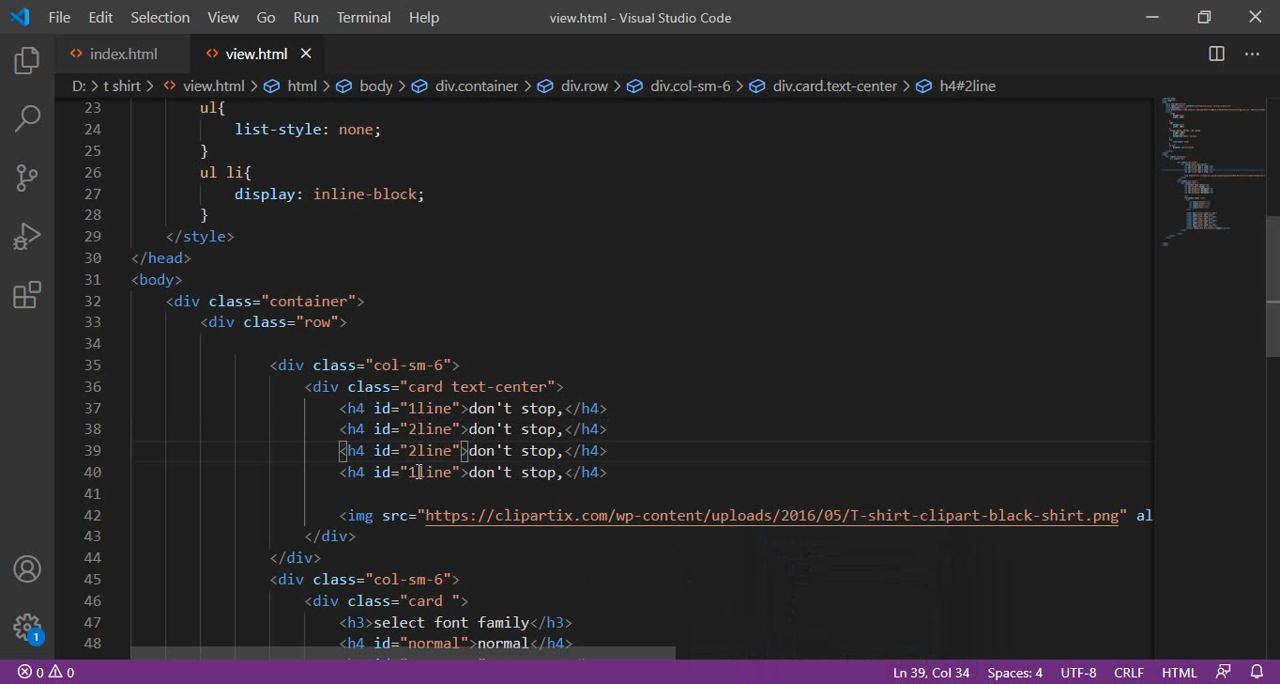 File Edit Selection View Go Run Terminal Help view.html - Visual Studio Code
index.html view.html
D: > t shirt > view.html > html > body > div.container > div.row > div.col-sm-6 > div.card.text-center > h4#2line
23 ul{
24 list-style: none;
25 }
26 ul li{
27 display: inline-block;
28 }
29 </style>
30 </head>
31 <body>
32 <div class="container">
33 <div class="row">
34
35 <div class="col-sm-6">
36 <div class="card text-center">
37 <h4 id="1line">don't stop,</h4>
38 <h4 id="2line">don't stop,</h4>
39 <h4 id="2line">don't stop,</h4>
40 <h4 id="1line">don't stop,</h4>
41
42 <img src="https://clipartix.com/wp-content/uploads/2016/05/T-shirt-clipart-black-shirt.png" al
43 </div>
44 </div>
45 <div class="col-sm-6">
46 <div class="card ">
47 <h3>select font family</h3>
48 <h4 id="normal">normal</h4>
1
0 0 Ln 39, Col 34 Spaces: 4 UTF-8 CRLF HTML